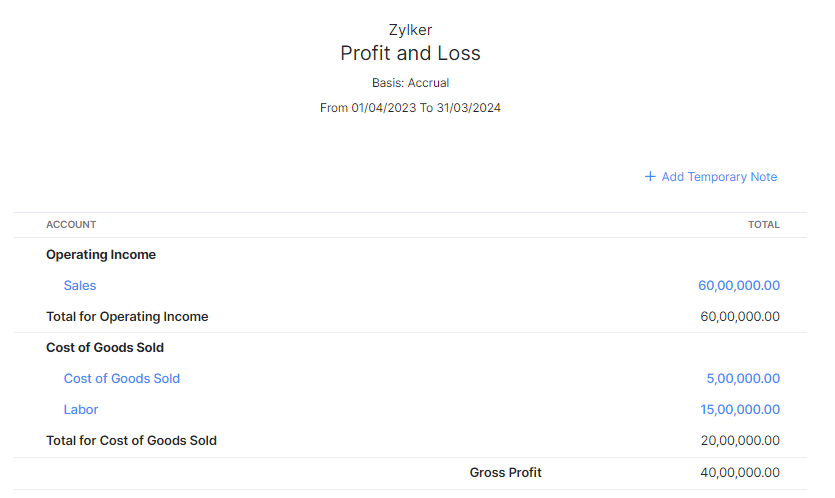 Zylker
Profit and Loss
Basis: Accrual
From 01/04/2023 To 31/03/2024
+ Add Temporary Note
ACCOUNT TOTAL
Operating Income
Sales 60,00,000.00
Total for Operating Income 60,00,000.00
Cost of Goods Sold
Cost of Goods Sold 5,00,000.00
Labor 15,00,000.00
Total for Cost of Goods Sold 20,00,000.00
Gross Profit 40,00,000.00